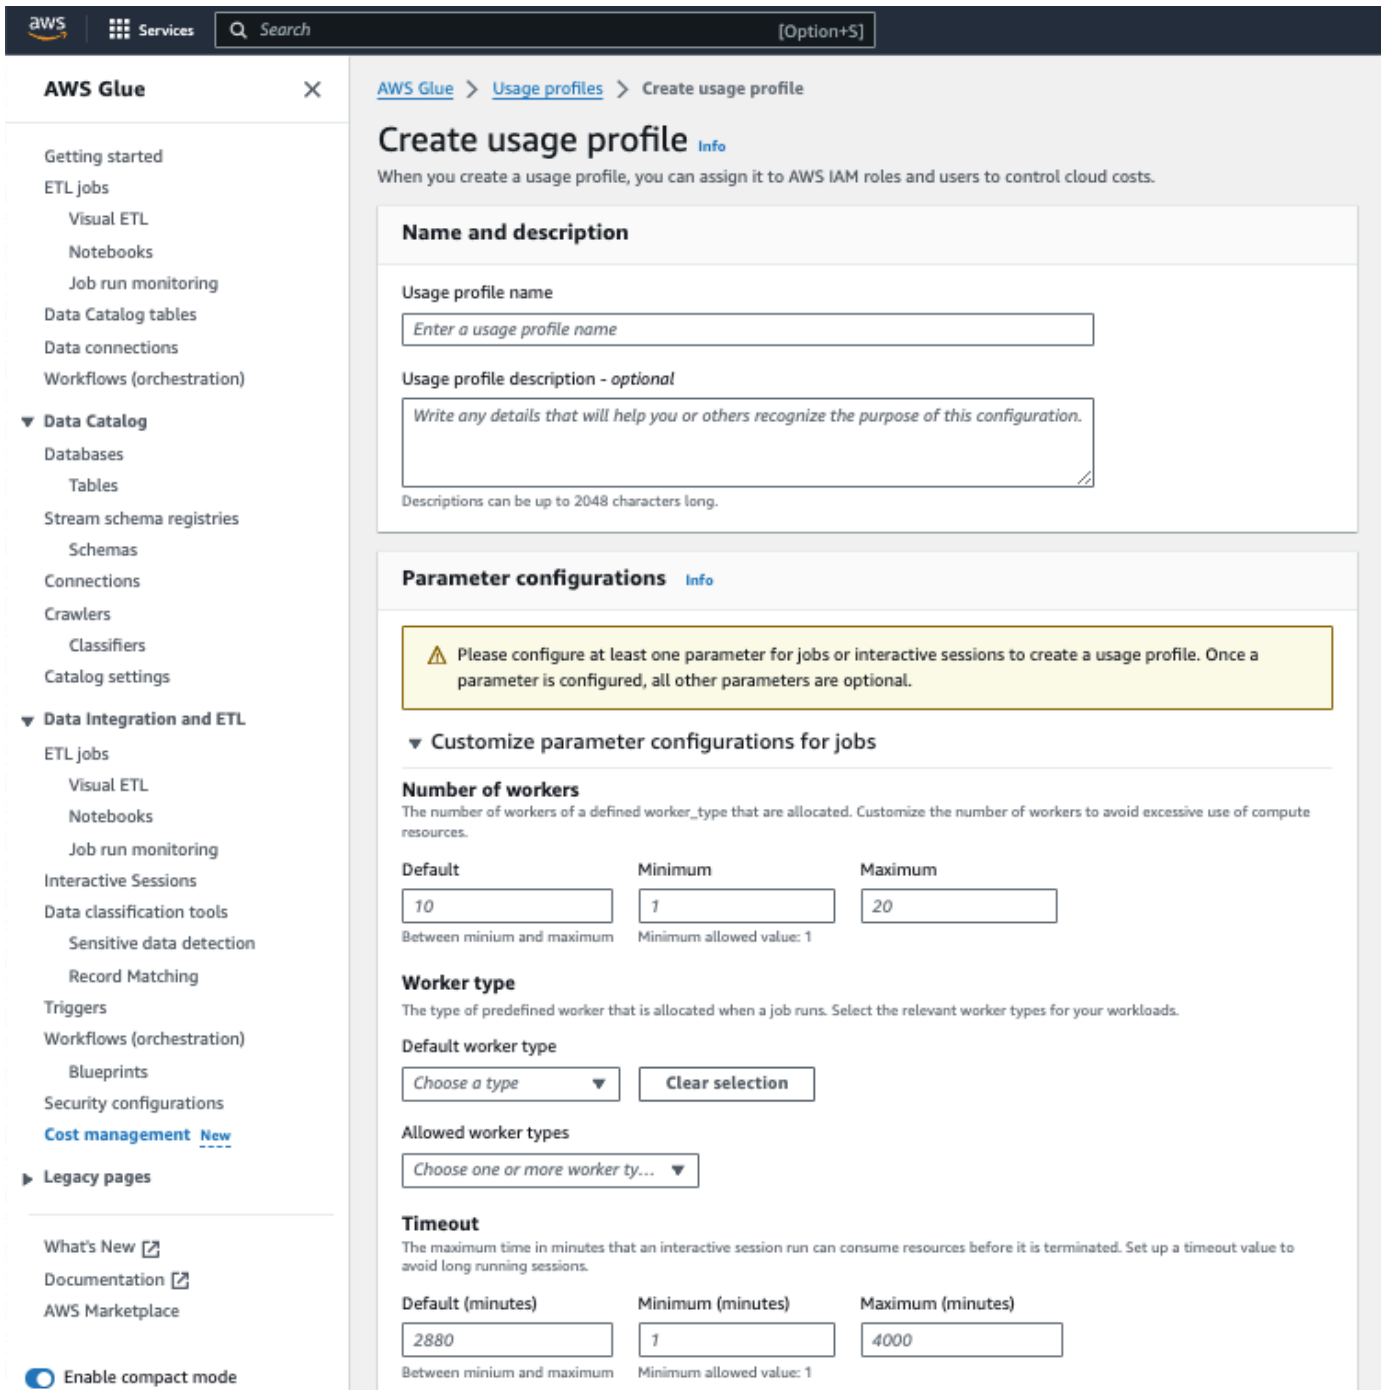 aws
Services
Search
[Option+S]
AWS Glue
Getting started
ETL jobs
Visual ETL
Notebooks
Job run monitoring
Data Catalog tables
Data connections
Workflows (orchestration)
Data Catalog
Databases
Tables
Stream schema registries
Schemas
Connections
Crawlers
Classifiers
Catalog settings
Data Integration and ETL
ETL jobs
Visual ETL
Notebooks
Job run monitoring
Interactive Sessions
Data classification tools
Sensitive data detection
Record Matching
Triggers
Workflows (orchestration)
Blueprints
Security configurations
Cost management New
Legacy pages
What's New
Documentation
AWS Marketplace
Enable compact mode
AWS Glue > Usage profiles > Create usage profile
Create usage profile Info
When you create a usage profile, you can assign it to AWS IAM roles and users to control cloud costs.
Name and description
Usage profile name
Enter a usage profile name
Usage profile description - optional
Write any details that will help you or others recognize the purpose of this configuration.
Descriptions can be up to 2048 characters long.
Parameter configurations Info
Please configure at least one parameter for jobs or interactive sessions to create a usage profile. Once a
parameter is configured, all other parameters are optional.
Customize parameter configurations for jobs
Number of workers
The number of workers of a defined worker_type that are allocated. Customize the number of workers to avoid excessive use of compute
resources.
Default Minimum Maximum
10 1 20
Between minium and maximum Minimum allowed value: 1
Worker type
The type of predefined worker that is allocated when a job runs. Select the relevant worker types for your workloads.
Default worker type
Choose a type Clear selection
Allowed worker types
Choose one or more worker ty...
Timeout
The maximum time in minutes that an interactive session run can consume resources before it is terminated. Set up a timeout value to
avoid long running sessions.
Default (minutes) Minimum (minutes) Maximum (minutes)
2880 1 4000
Between minium and maximum Minimum allowed value: 1